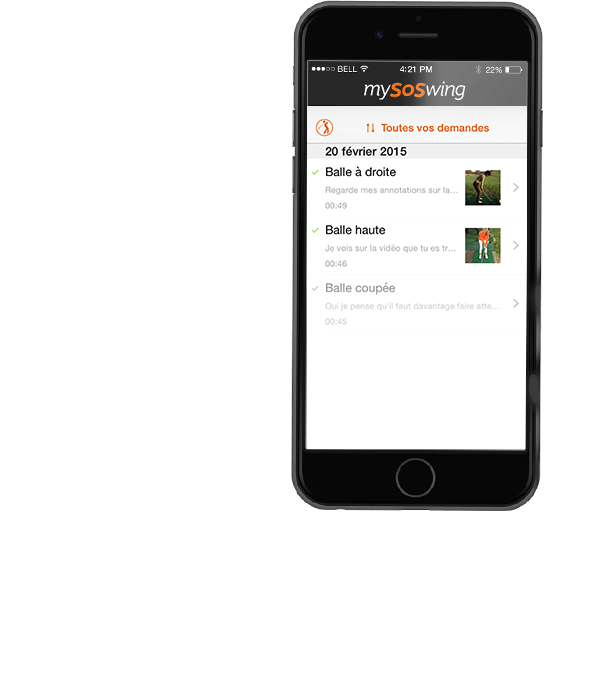 BELL 4:21 PM 22%
mySoSwing
Toutes vos demandes
20 février 2015
Balle à droite
Regarde mes annotations sur la...
00:49
Balle haute
Je vois sur la vidéo que tu es tr...
00:46
Balle coupée
Oui je pense qu'il faut davantage faire atte...
00:45